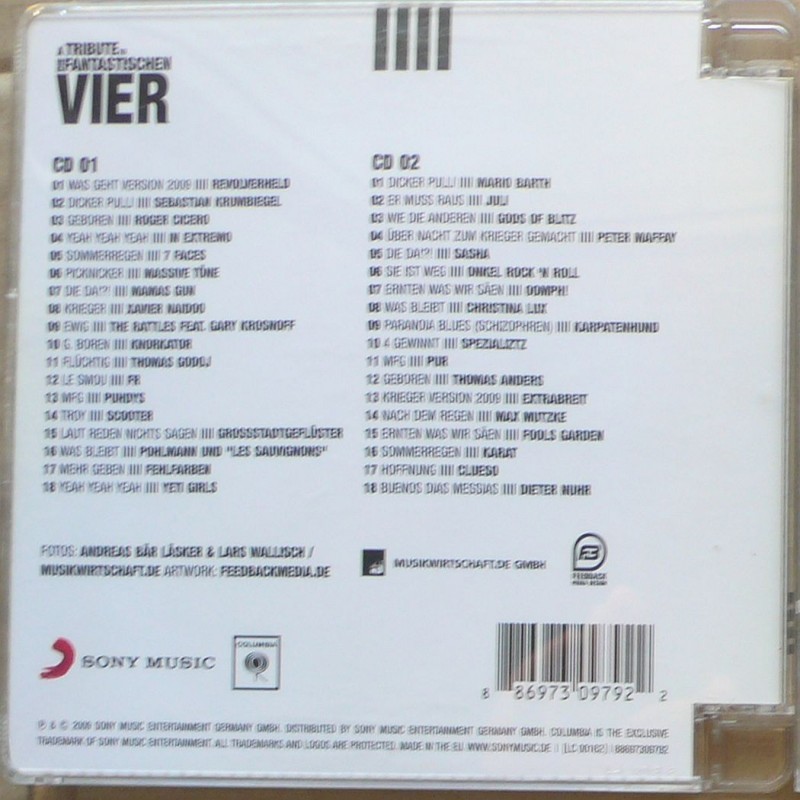 A TRIBUTE
DIE FANTASTISCHEN
VIER
CD 01
01 WAS GEHT VERSION 2009 IIII REVOLVERHELD
02 DICKER PULLI IIII SEBASTIAN KRUMBIEGEL
03 GEBOREN IIII ROGER CICERO
04 YEAH YEAH YEAH IIII IN EXTREMO
05 SOMMERREGEN IIII 7 FACES
06 PICKNICKER IIII MASSIVE TÖNE
07 DIE DA!?! IIII MAMAS GUN
08 KRIEGER IIII XAVIER NAIDOO
09 EWIG IIII THE RATTLES FEAT. GARY KROSNOFF
10 G. BOREN IIII KNORKATOR
11 FLÜCHTIG IIII THOMAS GODOJ
12 LE SMOU IIII FR
13 MFG IIII PUHDYS
14 TROY IIII SCOOTER
15 LAUT REDEN NICHTS SAGEN IIII GROSSSTADTGEFLÜSTER
16 WAS BLEIBT IIII POHLMANN UND "LES SAUVIGNONS"
17 MEHR GEBEN IIII FEHLFARBEN
18 YEAH YEAH YEAH IIII YETI GIRLS
CD 02
01 DICKER PULLI IIII MARIO BARTH
02 ER MUSS RAUS IIII JULI
03 WIE DIE ANDEREN IIII GODS OF BLITZ
04 ÜBER NACHT ZUM KRIEGER GEMACHT IIII PETER MAFFAY
05 DIE DA!?! IIII SASHA
06 SIE IST WEG IIII ONKEL ROCK 'N ROLL
07 ERNTEN WAS WIR SÄEN IIII OOMPH!
08 WAS BLEIBT IIII CHRISTINA LUX
09 PARANOIA BLUES (SCHIZOPHREN) IIII KARPATENHUND
10 4 GEWINNT IIII SPEZIALIZTZ
11 MFG IIII PUR
12 GEBOREN IIII THOMAS ANDERS
13 KRIEGER VERSION 2009 IIII EXTRABREIT
14 NACH DEM REGEN IIII MAX MUTZKE
15 ERNTEN WAS WIR SÄEN IIII FOOLS GARDEN
16 SOMMERREGEN IIII KARAT
17 HOFFNUNG IIII CLUESO
18 BUENOS DIAS MESSIAS IIII DIETER NUHR
FOTOS: ANDREAS BÄR LÄSKER & LARS WALLISCH /
MUSIKWIRTSCHAFT.DE ARTWORK: FEEDBACKMEDIA.DE
MUSIKWIRTSCHAFT.DE GMBH
FEEDBACK
SONY MUSIC
COLUMBIA
8 86973 09792 2
℗ & © 2009 SONY MUSIC ENTERTAINMENT GERMANY GMBH. DISTRIBUTED BY SONY MUSIC ENTERTAINMENT GERMANY GMBH. COLUMBIA IS THE EXCLUSIVE
TRADEMARK OF SONY MUSIC ENTERTAINMENT. ALL TRADEMARKS AND LOGOS ARE PROTECTED. MADE IN THE EU. WWW.SONYMUSIC.DE | [LC 00162] | 88697309792